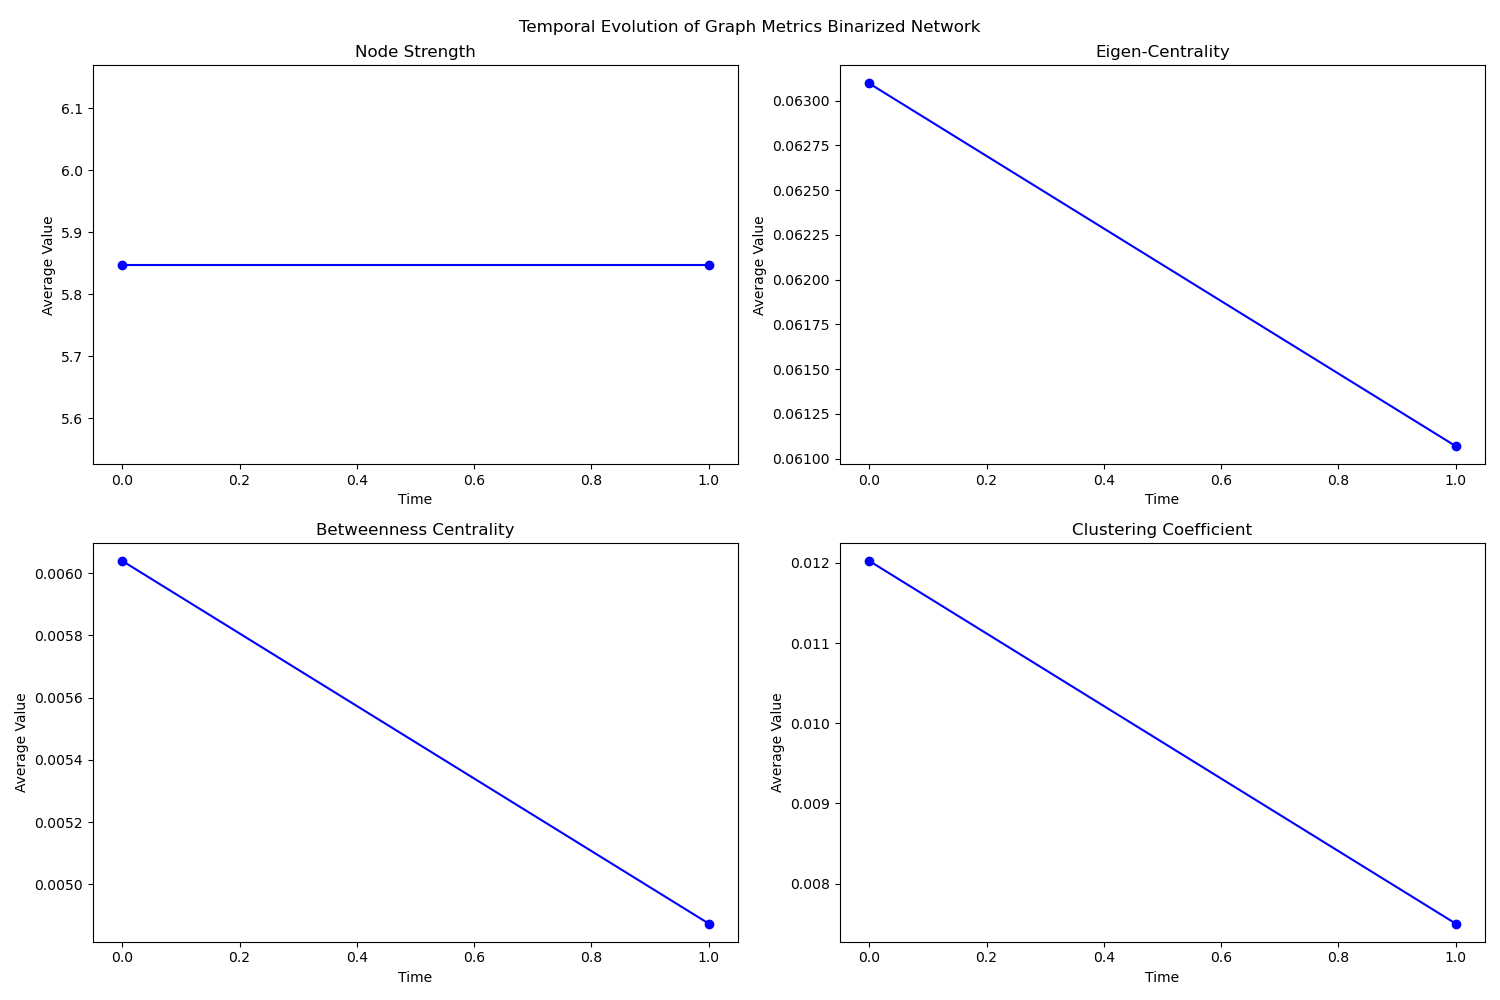 Temporal Evolution of Graph Metrics Binarized Network
Node Strength
Average Value
6.1
6.0
5.9
5.8
5.7
5.6
0.0 0.2 0.4 0.6 0.8 1.0
Time
Eigen-Centrality
Average Value
0.06300
0.06275
0.06250
0.06225
0.06200
0.06175
0.06150
0.06125
0.06100
0.0 0.2 0.4 0.6 0.8 1.0
Time
Betweenness Centrality
Average Value
0.0060
0.0058
0.0056
0.0054
0.0052
0.0050
0.0 0.2 0.4 0.6 0.8 1.0
Time
Clustering Coefficient
Average Value
0.012
0.011
0.010
0.009
0.008
0.0 0.2 0.4 0.6 0.8 1.0
Time